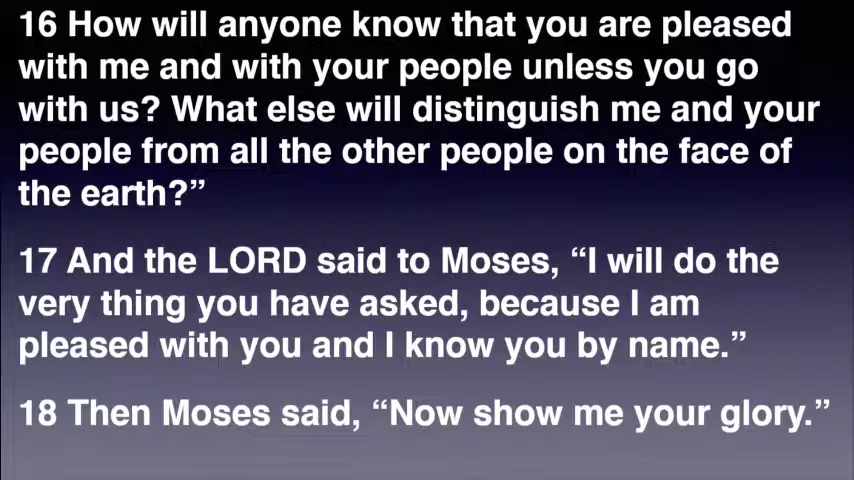 16 How will anyone know that you are pleased
with me and with your people unless you go
with us? What else will distinguish me and your
people from all the other people on the face of
the earth?”
17 And the LORD said to Moses, “I will do the
very thing you have asked, because I am
pleased with you and I know you by name.”
18 Then Moses said, “Now show me your glory.”